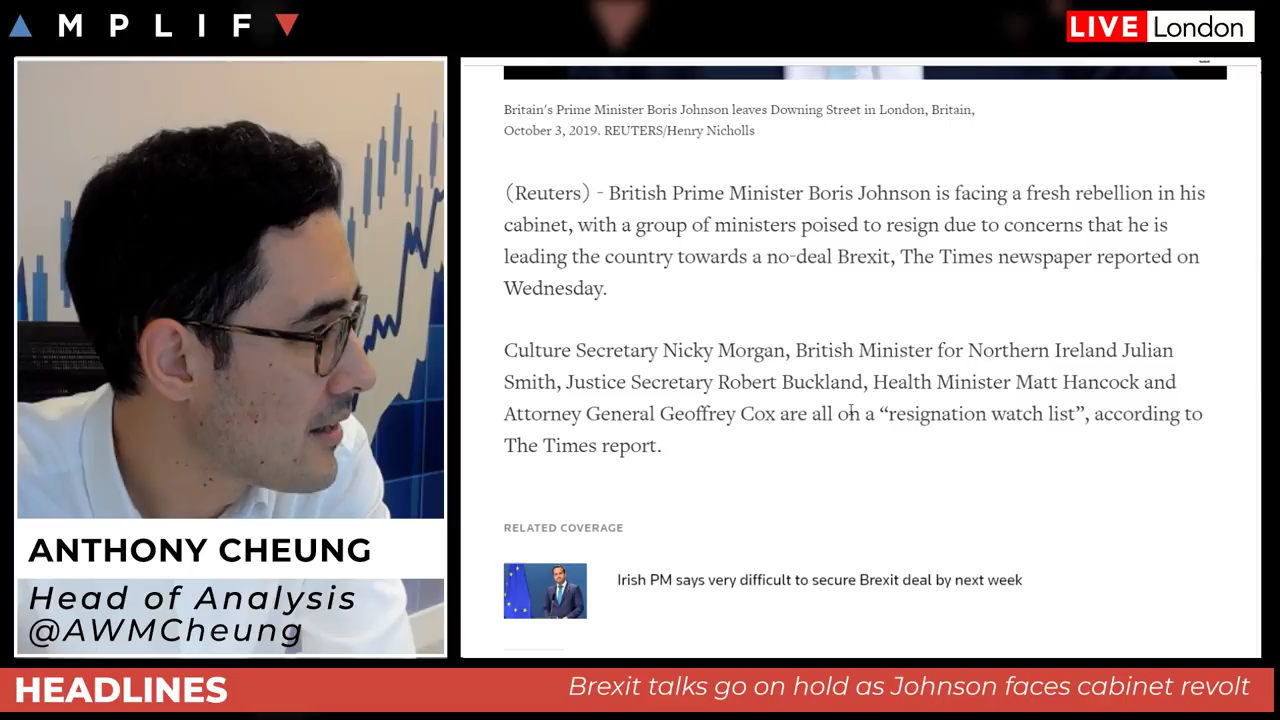 AMPLIFY
LIVE London
Britain's Prime Minister Boris Johnson leaves Downing Street in London, Britain,
October 3, 2019. REUTERS/Henry Nicholls
(Reuters) - British Prime Minister Boris Johnson is facing a fresh rebellion in his
cabinet, with a group of ministers poised to resign due to concerns that he is
leading the country towards a no-deal Brexit, The Times newspaper reported on
Wednesday.
Culture Secretary Nicky Morgan, British Minister for Northern Ireland Julian
Smith, Justice Secretary Robert Buckland, Health Minister Matt Hancock and
Attorney General Geoffrey Cox are all on a “resignation watch list”, according to
The Times report.
RELATED COVERAGE
Irish PM says very difficult to secure Brexit deal by next week
ANTHONY CHEUNG
Head of Analysis
@AWMCheung
HEADLINES
Brexit talks go on hold as Johnson faces cabinet revolt